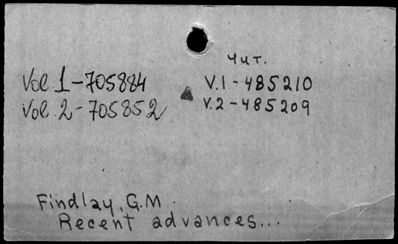 Чит.
Vol 1-705884 V.1-485210
Vol. 2-705852 V.2-485209
Findlay, G.M.
Recent advances...